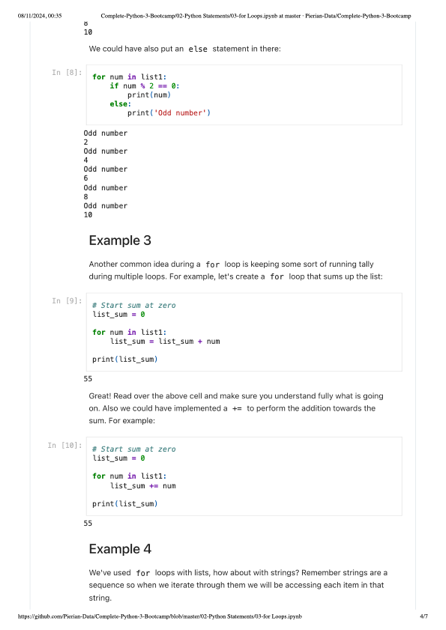 08/11/2024, 00:35 Complete-Python-3-Bootcamp/02-Python Statements/03-for Loops.ipynb at master · Pierian-Data/Complete-Python-3-Bootcamp
8
10
We could have also put an else statement in there:
In [8]:
for num in list1:
    if num % 2 == 0:
        print(num)
    else:
        print('Odd number')
Odd number
2
Odd number
4
Odd number
6
Odd number
8
Odd number
10
Example 3
Another common idea during a for loop is keeping some sort of running tally
during multiple loops. For example, let's create a for loop that sums up the list:
In [9]:
# Start sum at zero
list_sum = 0
for num in list1:
    list_sum = list_sum + num
print(list_sum)
55
Great! Read over the above cell and make sure you understand fully what is going
on. Also we could have implemented a += to perform the addition towards the
sum. For example:
In [10]:
# Start sum at zero
list_sum = 0
for num in list1:
    list_sum += num
print(list_sum)
55
Example 4
We've used for loops with lists, how about with strings? Remember strings are a
sequence so when we iterate through them we will be accessing each item in that
string.
https://github.com/Pierian-Data/Complete-Python-3-Bootcamp/blob/master/02-Python Statements/03-for Loops.ipynb 4/7